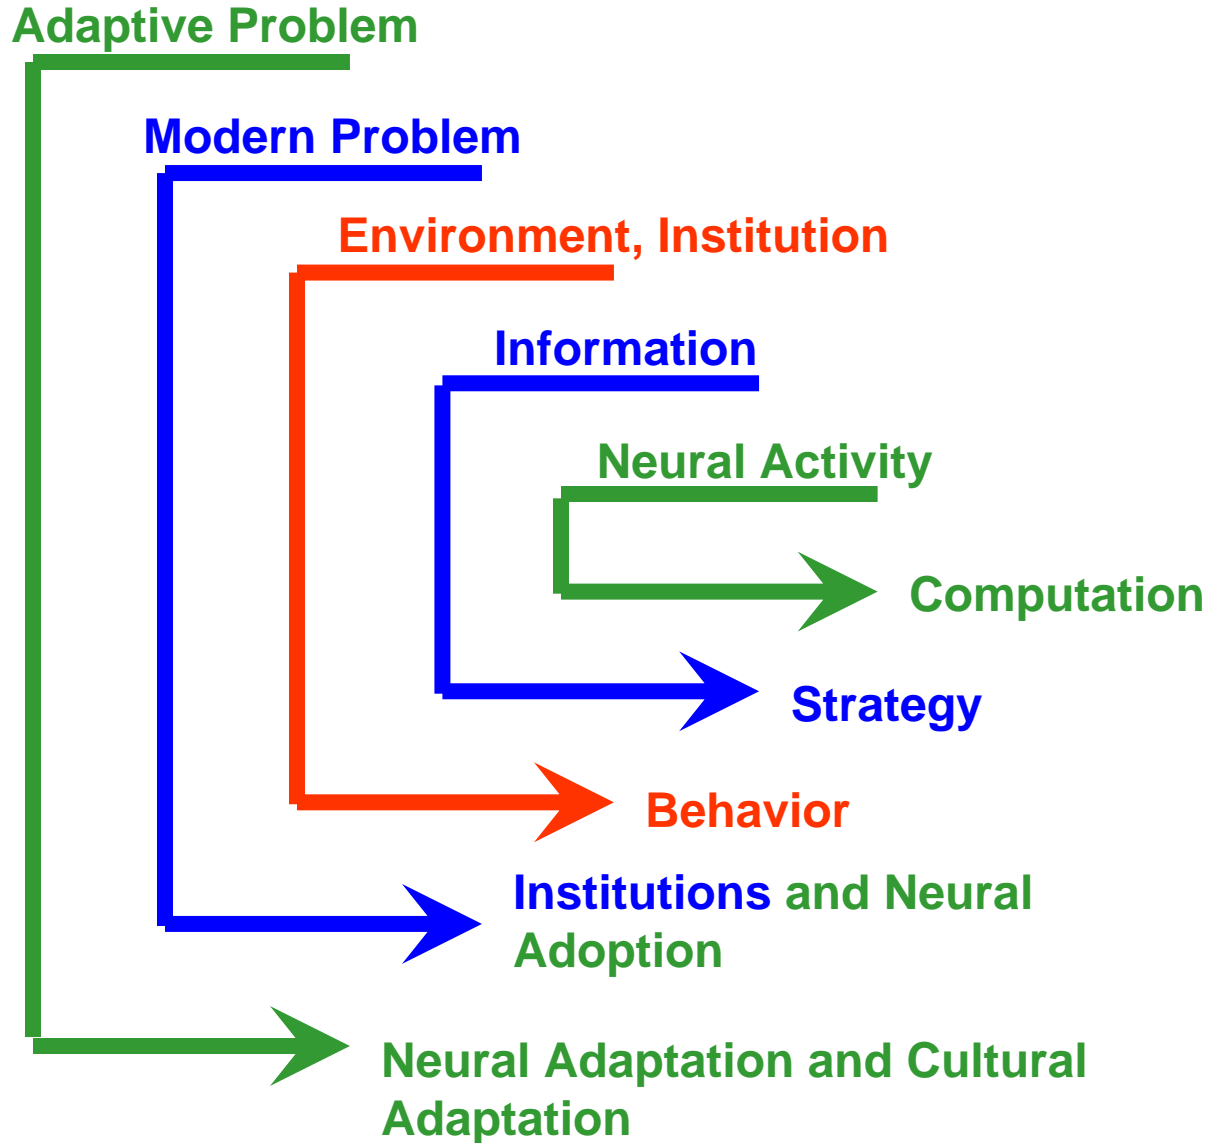 Adaptive Problem
Modern Problem
Environment, Institution
Information
Neural Activity
Computation
Strategy
Behavior
Institutions and Neural
Adoption
Neural Adaptation and Cultural
Adaptation